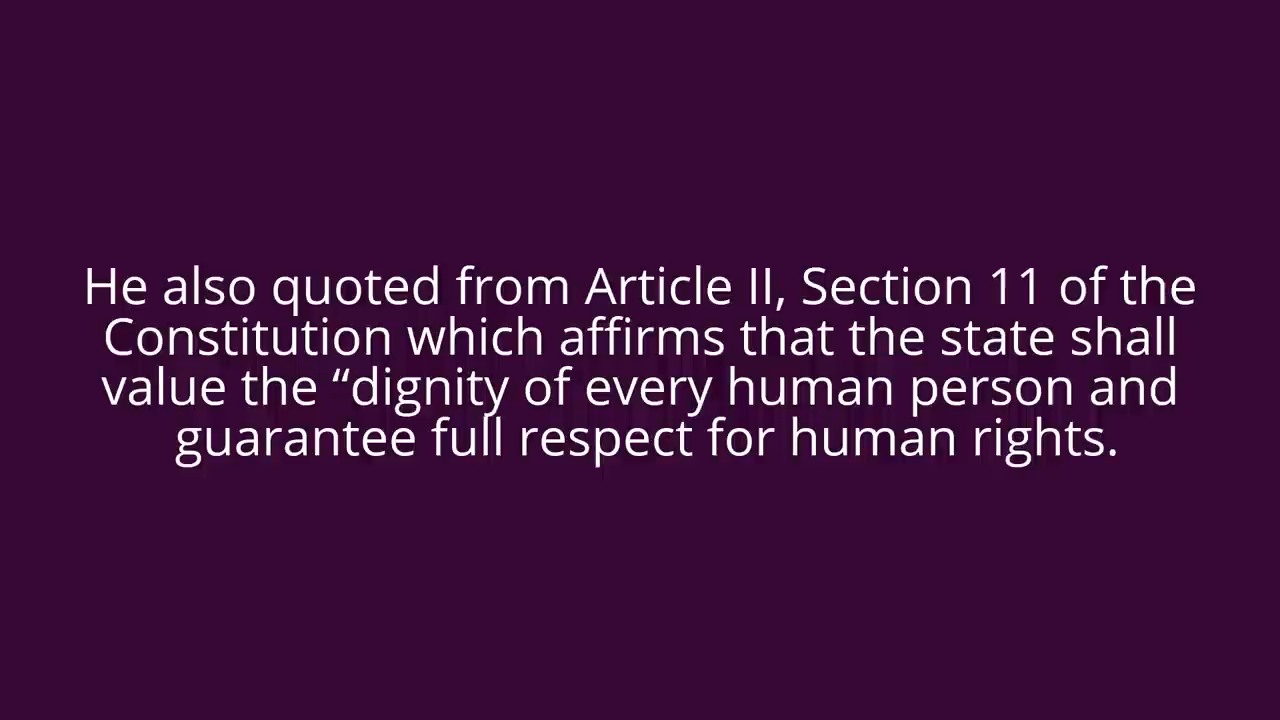 He also quoted from Article II, Section 11 of the
Constitution which affirms that the state shall
value the “dignity of every human person and
guarantee full respect for human rights.